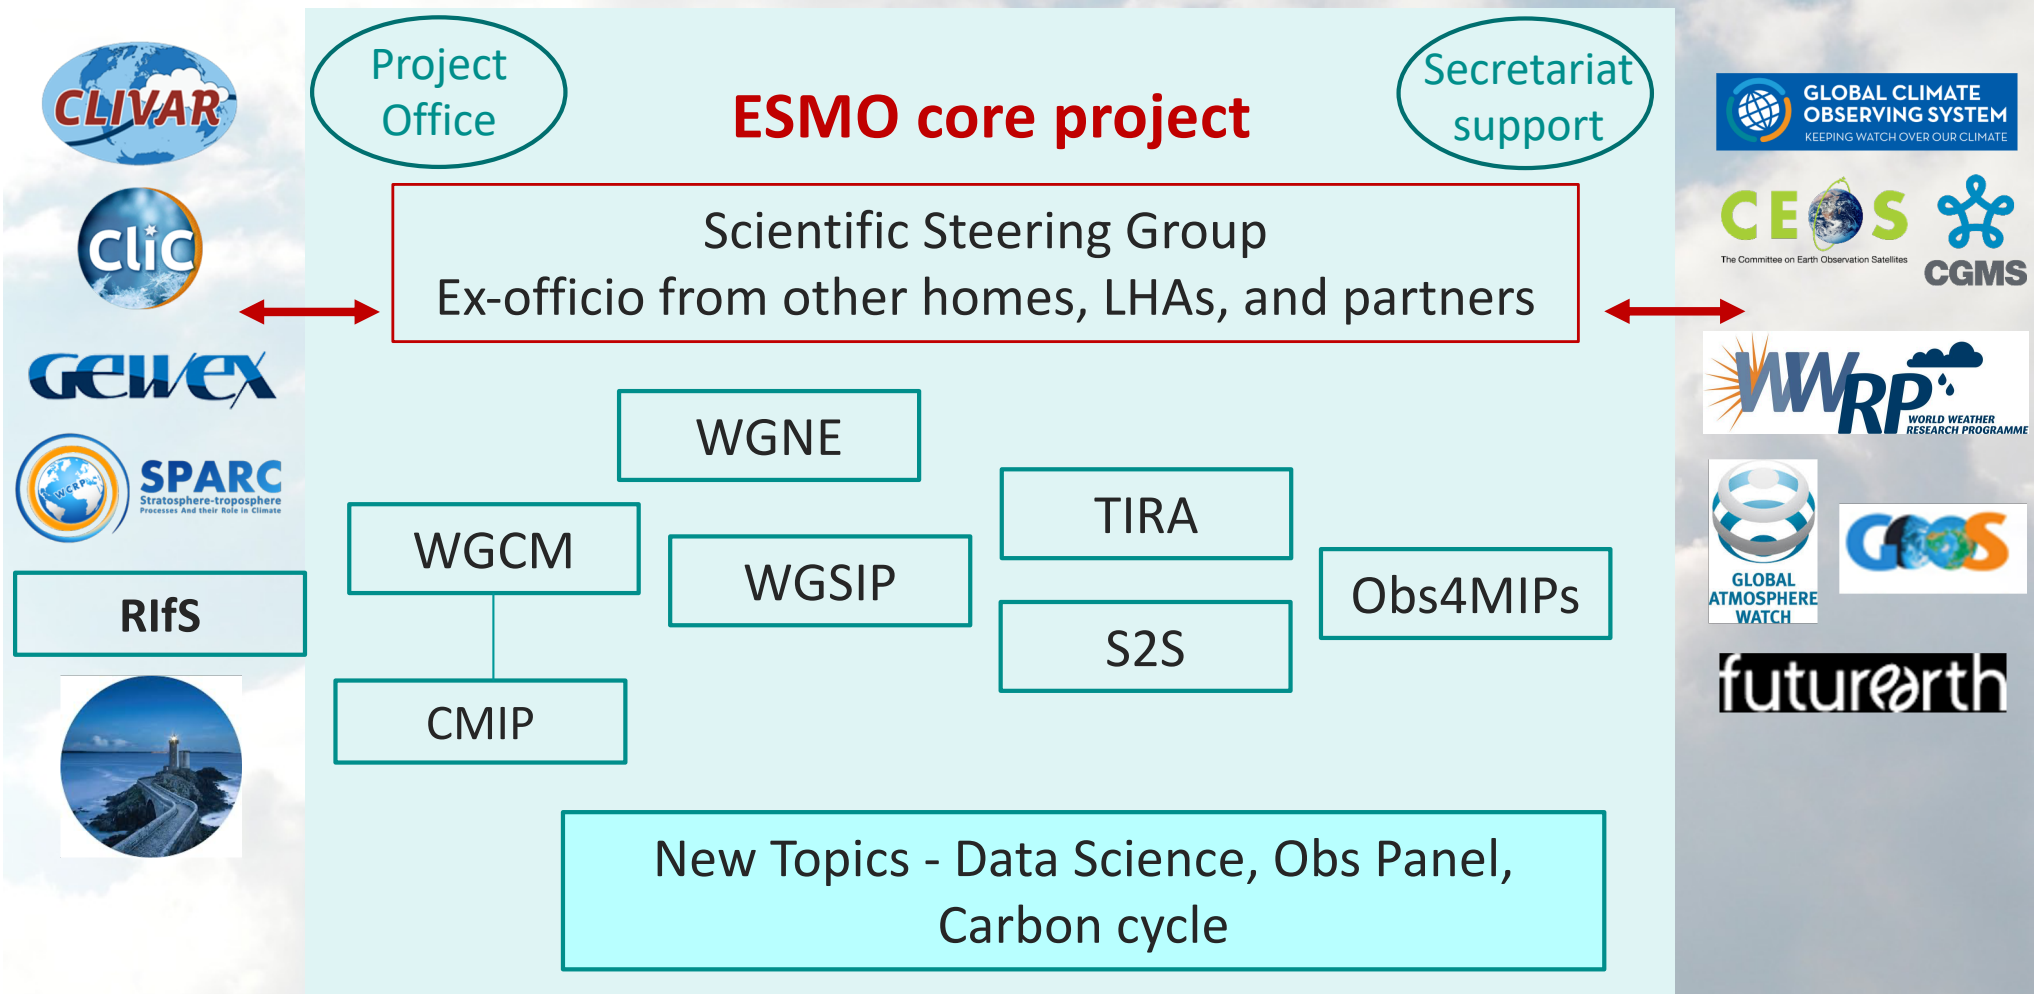 CLIVAR
Clic
GEWEX
WCRP
SPARC
Stratosphere-troposphere
Processes And their Role in Climate
RIfS
Project
Office
ESMO core project
Secretariat
support
Scientific Steering Group
Ex-officio from other homes, LHAs, and partners
WGNE
TIRA
WGCM
WGSIP
Obs4MIPs
S2S
CMIP
New Topics - Data Science, Obs Panel,
Carbon cycle
GLOBAL CLIMATE
OBSERVING SYSTEM
KEEPING WATCH OVER OUR CLIMATE
CEOS
The Committee on Earth Observation Satellites
CGMS
WWRP
WORLD WEATHER
RESEARCH PROGRAMME
GLOBAL
ATMOSPHERE
WATCH
GOOS
futurearth